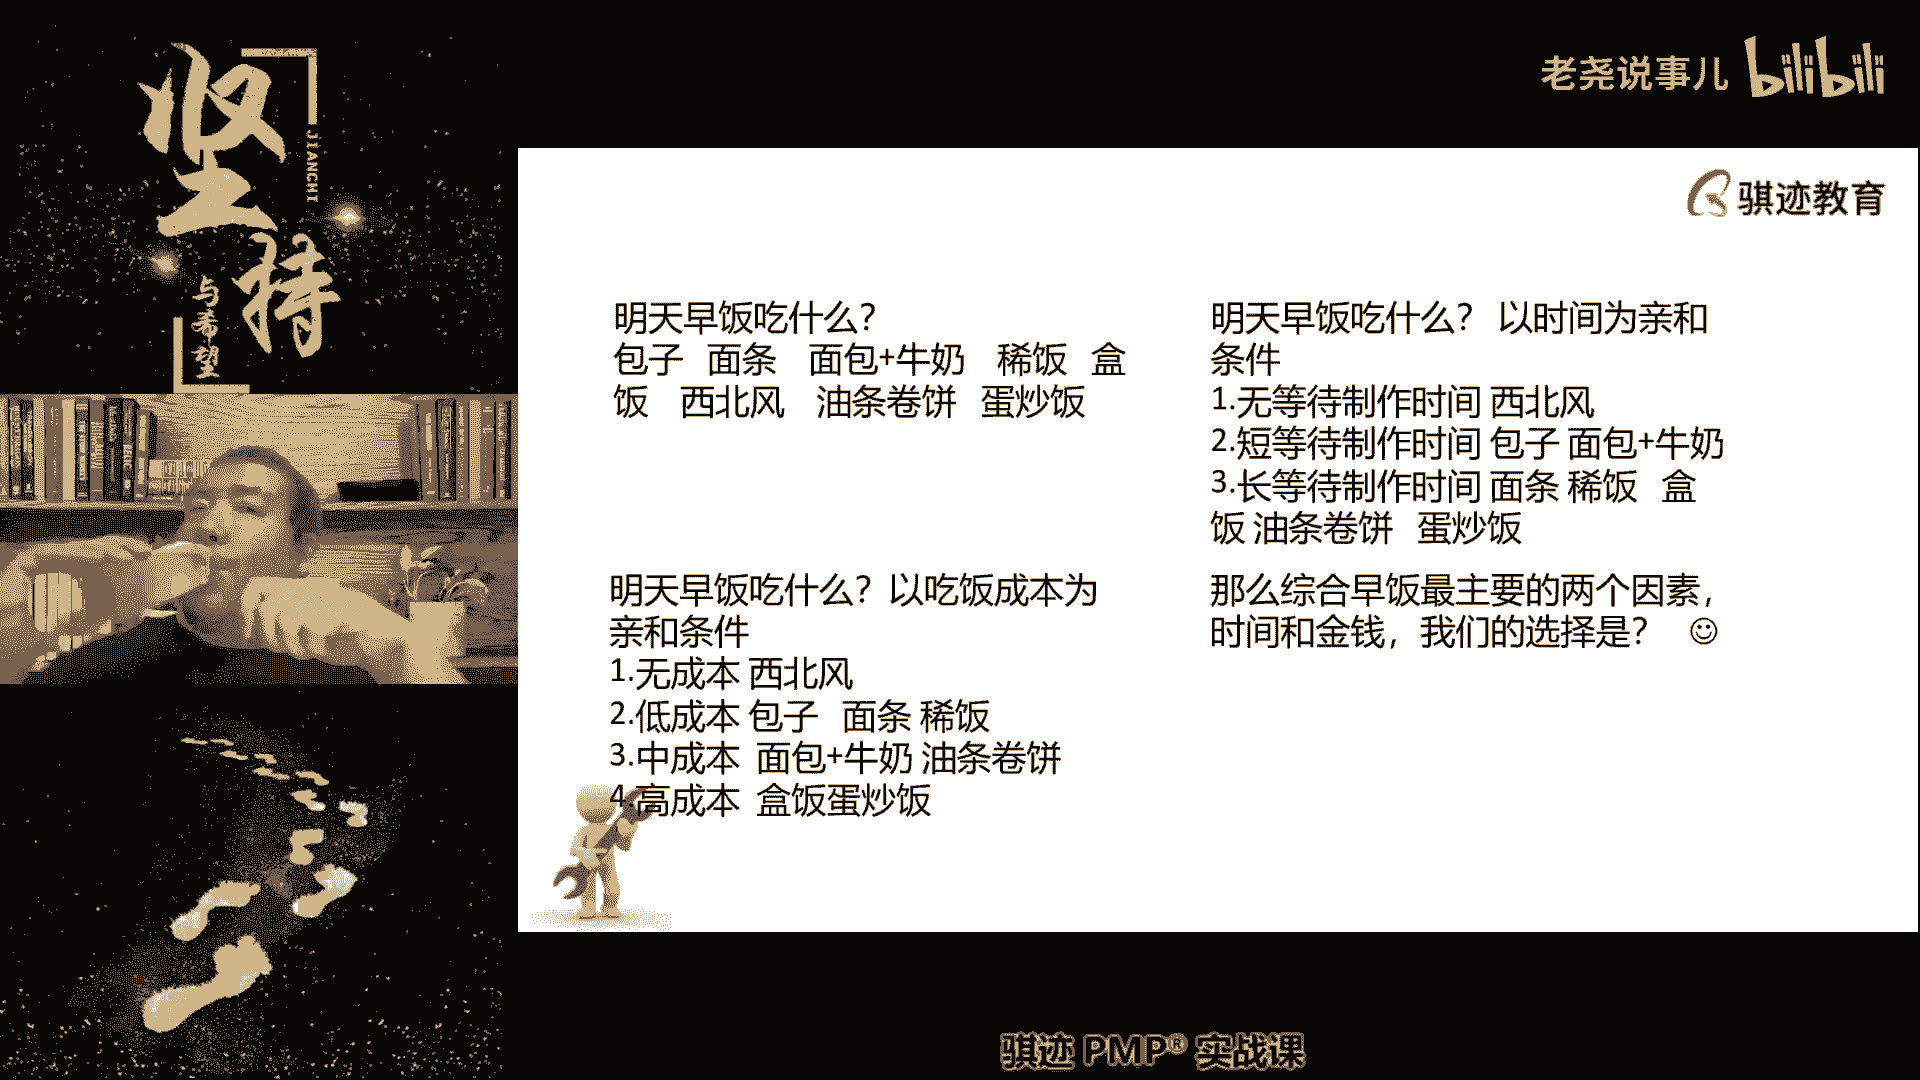 坚持
JIANCHI
与希望
老尧说事儿 bilibili
骐迹教育
明天早饭吃什么？
包子 面条 面包+牛奶 稀饭 盒
饭 西北风 油条卷饼 蛋炒饭
明天早饭吃什么？ 以时间为亲和
条件
1.无等待制作时间 西北风
2.短等待制作时间 包子 面包+牛奶
3.长等待制作时间 面条 稀饭 盒
饭 油条卷饼 蛋炒饭
明天早饭吃什么？以吃饭成本为
亲和条件
1.无成本 西北风
2.低成本 包子 面条 稀饭
3.中成本 面包+牛奶 油条卷饼
4.高成本 盒饭蛋炒饭
那么综合早饭最主要的两个因素，
时间和金钱，我们的选择是？ ☺
骐迹 PMP® 实战课